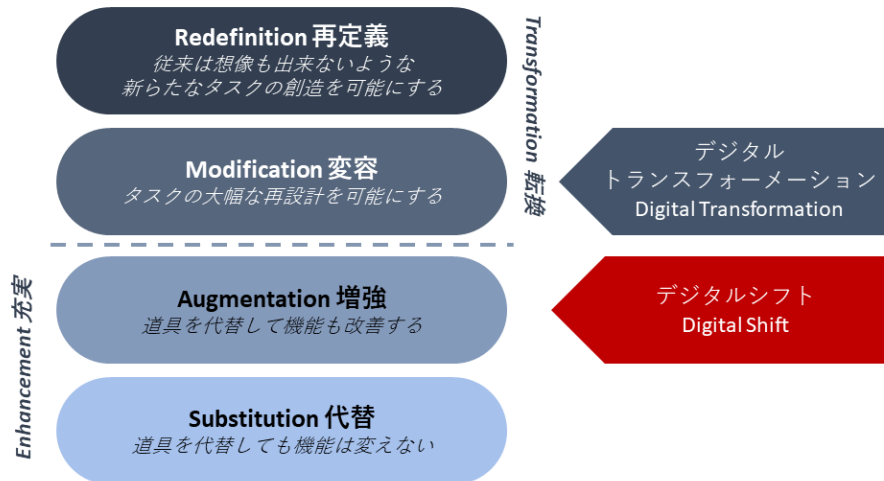 Redefinition 再定義
従来は想像も出来ないような
新らたなタスクの創造を可能にする
Transformation 転換
Modification 変容
タスクの大幅な再設計を可能にする
デジタル
トランスフォーメーション
Digital Transformation
Enhancement 充実
Augmentation 増強
道具を代替して機能も改善する
デジタルシフト
Digital Shift
Substitution 代替
道具を代替しても機能は変えない